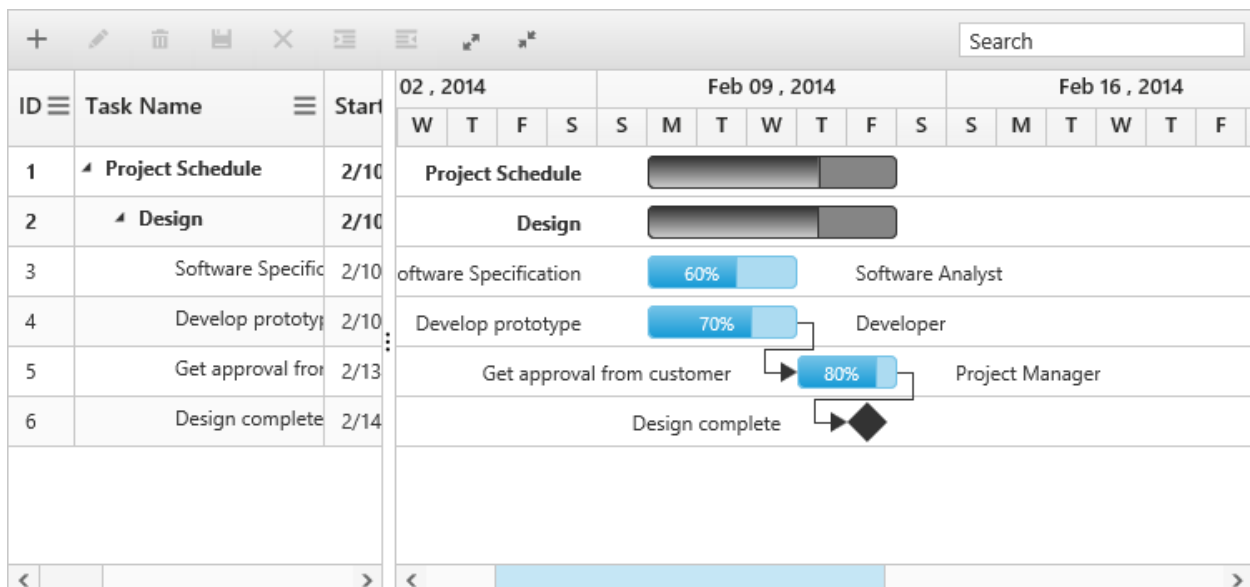 Search
ID Task Name Start
02 , 2014 Feb 09 , 2014 Feb 16 , 2014
W T F S S M T W T F S S M T W T F
1 Project Schedule 2/10 Project Schedule
2 Design 2/10 Design
3 Software Specific 2/10 oftware Specification 60% Software Analyst
4 Develop prototyp 2/10 Develop prototype 70% Developer
5 Get approval fror 2/13 Get approval from customer 80% Project Manager
6 Design complete 2/14 Design complete